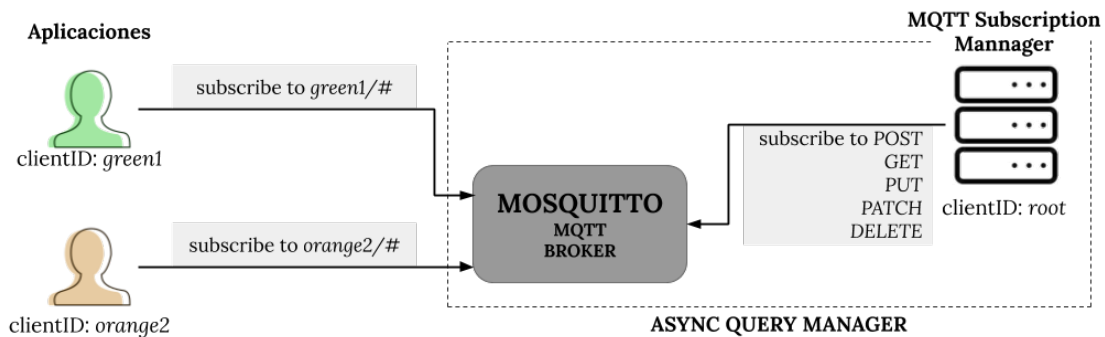 Aplicaciones
subscribe to green1/#
clientID: green1
subscribe to orange2/#
clientID: orange2
MOSQUITTO
MQTT
BROKER
MQTT Subscription
Mannager
subscribe to POST
GET
PUT
PATCH
DELETE
clientID: root
ASYNC QUERY MANAGER